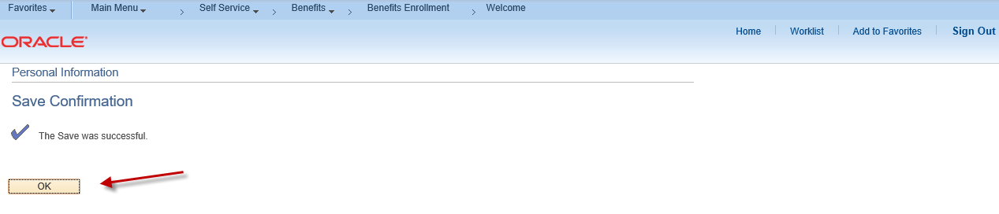 Favorites Main Menu Self Service Benefits Benefits Enrollment Welcome
Home Worklist Add to Favorites Sign Out
ORACLE
Personal Information
Save Confirmation
The Save was successful.
OK